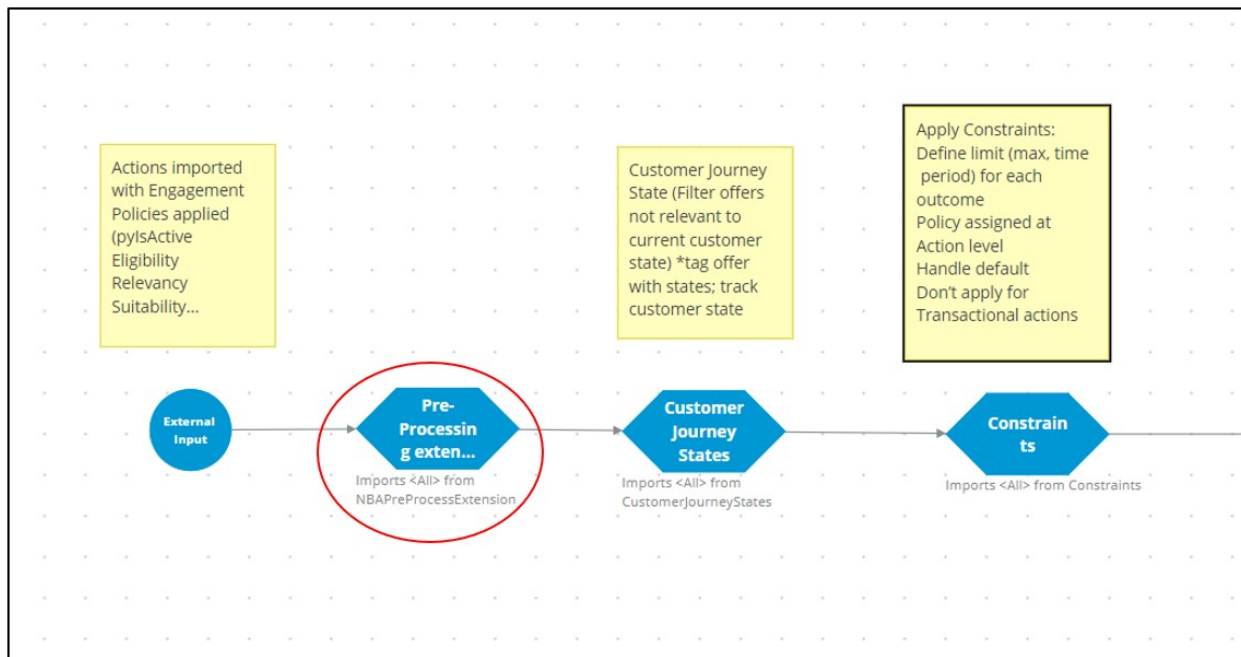 Actions imported
with Engagement
Policies applied
(pyIsActive
Eligibility
Relevancy
Suitability...
Customer Journey
State (Filter offers
not relevant to
current customer
state) *tag offer
with states; track
customer state
Apply Constraints:
Define limit (max, time
period) for each
outcome
Policy assigned at
Action level
Handle default
Don't apply for
Transactional actions
External
Input
Pre-
Processin
g exten...
Imports <All> from
NBAPreProcessExtension
Customer
Journey
States
Imports <All> from
CustomerJourneyStates
Constrain
ts
Imports <All> from Constraints